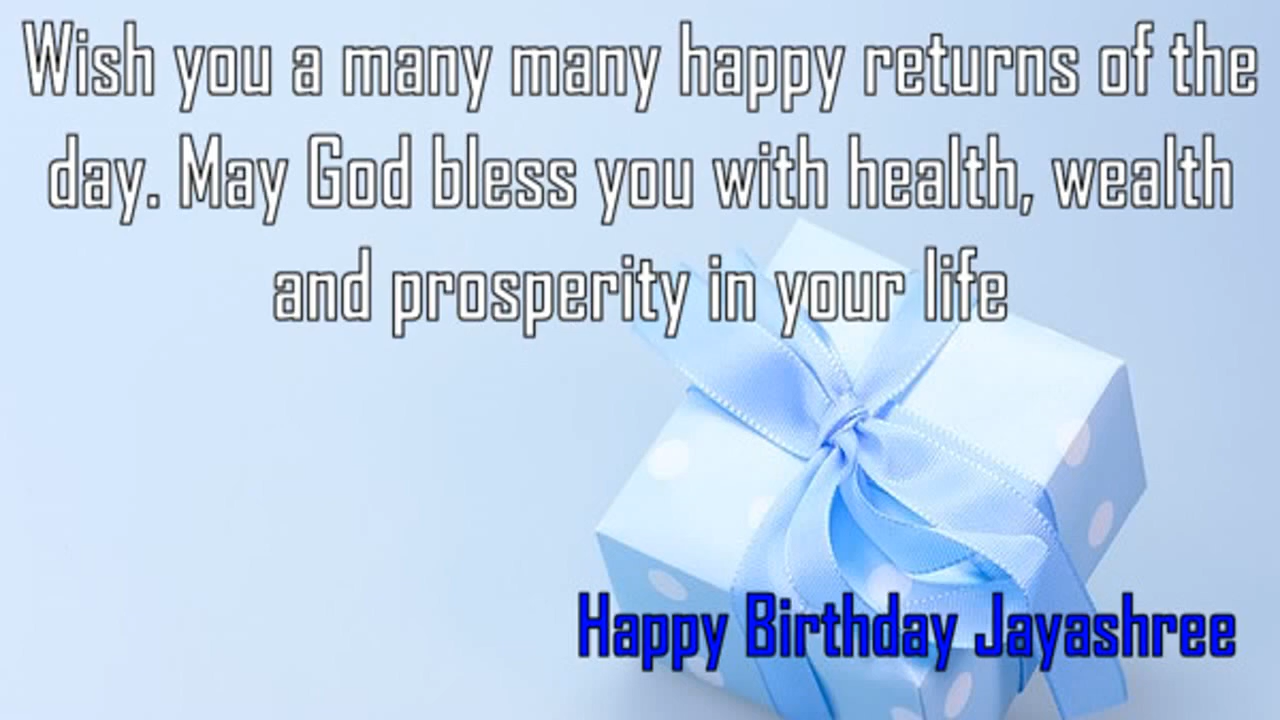 Wish you a many many happy returns of the
day. May God bless you with health, wealth
and prosperity in your life
Happy Birthday Jayashree